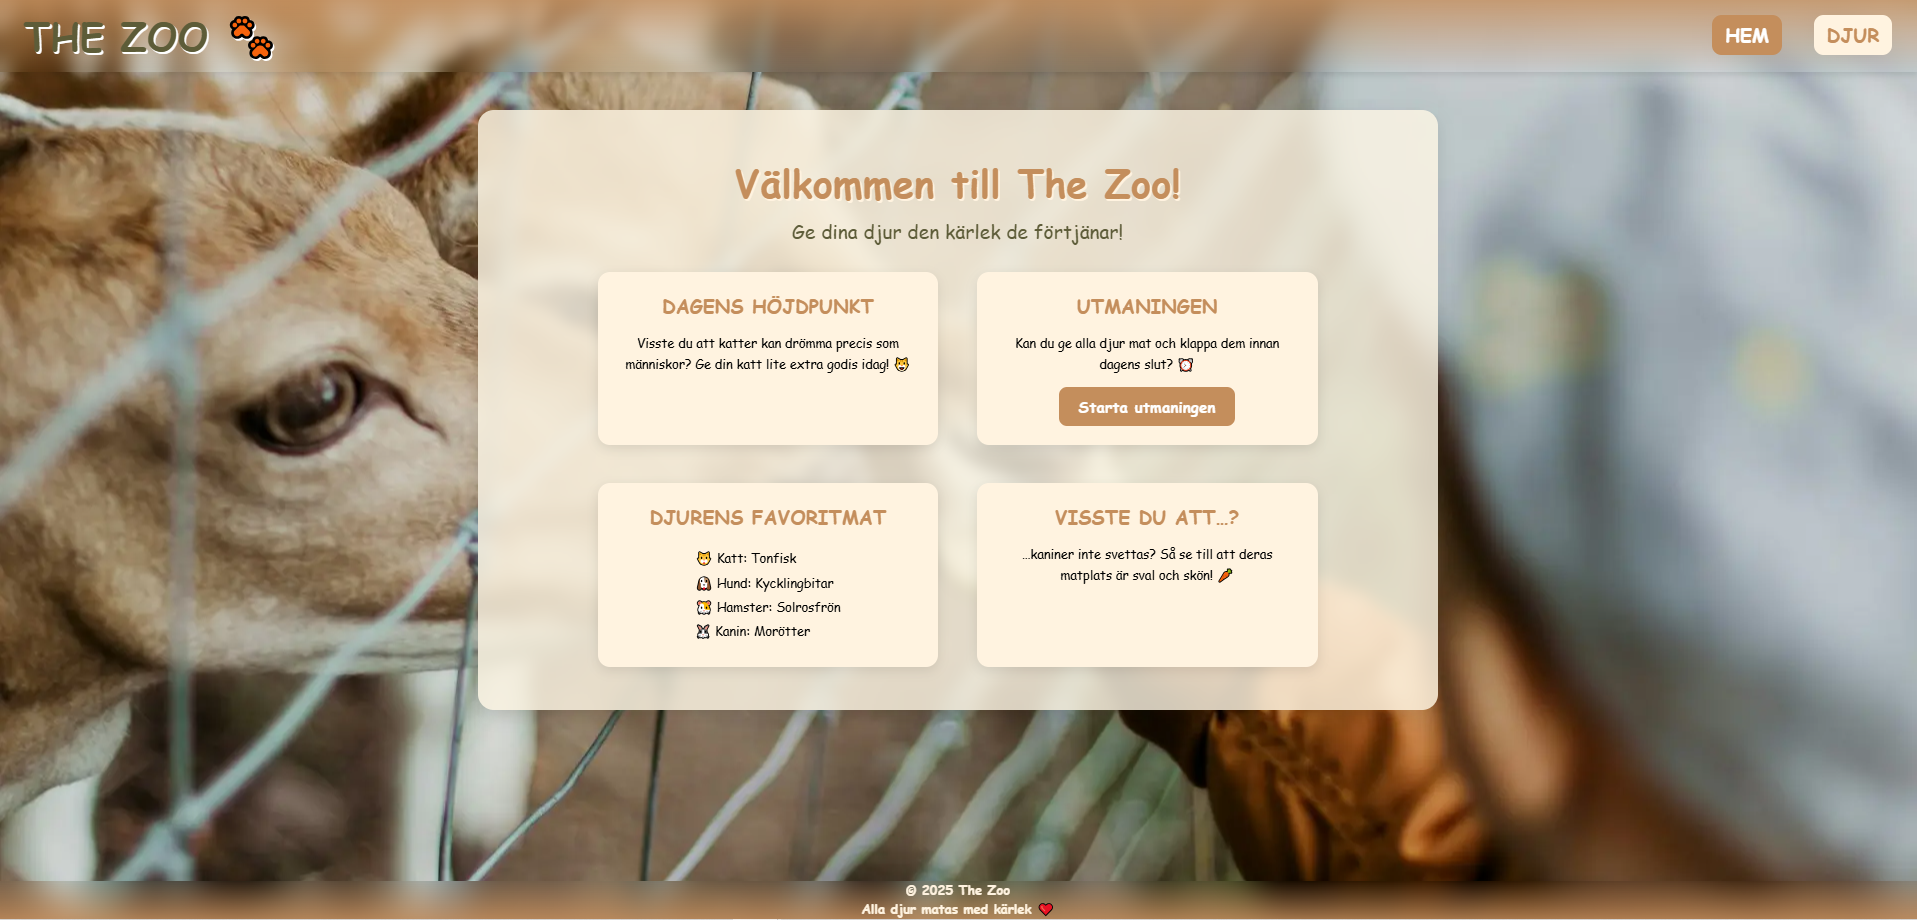 THE ZOO
HEM
DJUR
Välkommen till The Zoo!
Ge dina djur den kärlek de förtjänar!
DAGENS HÖJDPUNKT
Visste du att katter kan drömma precis som
människor? Ge din katt lite extra godis idag! 🐱
UTMANINGEN
Kan du ge alla djur mat och klappa dem innan
dagens slut? ⏰
Starta utmaningen
DJURENS FAVORITMAT
🐱 Katt: Tonfisk
🐶 Hund: Kycklingbitar
🐹 Hamster: Solrosfrön
🐰 Kanin: Morötter
VISSTE DU ATT...?
...kaniner inte svettas? Så se till att deras
matplats är sval och skön! 🥕
© 2025 The Zoo
Alla djur matas med kärlek ❤️